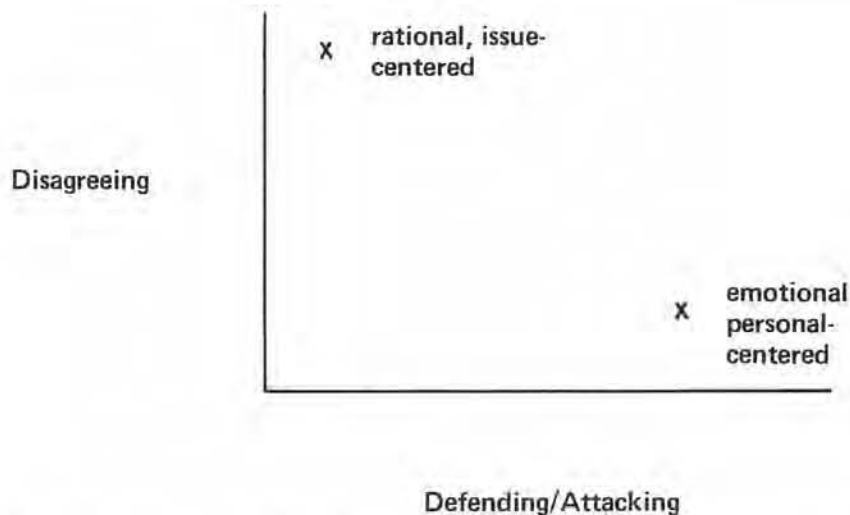 X rational, issue-
centered
Disagreeing
X emotional
personal-
centered
Defending/Attacking